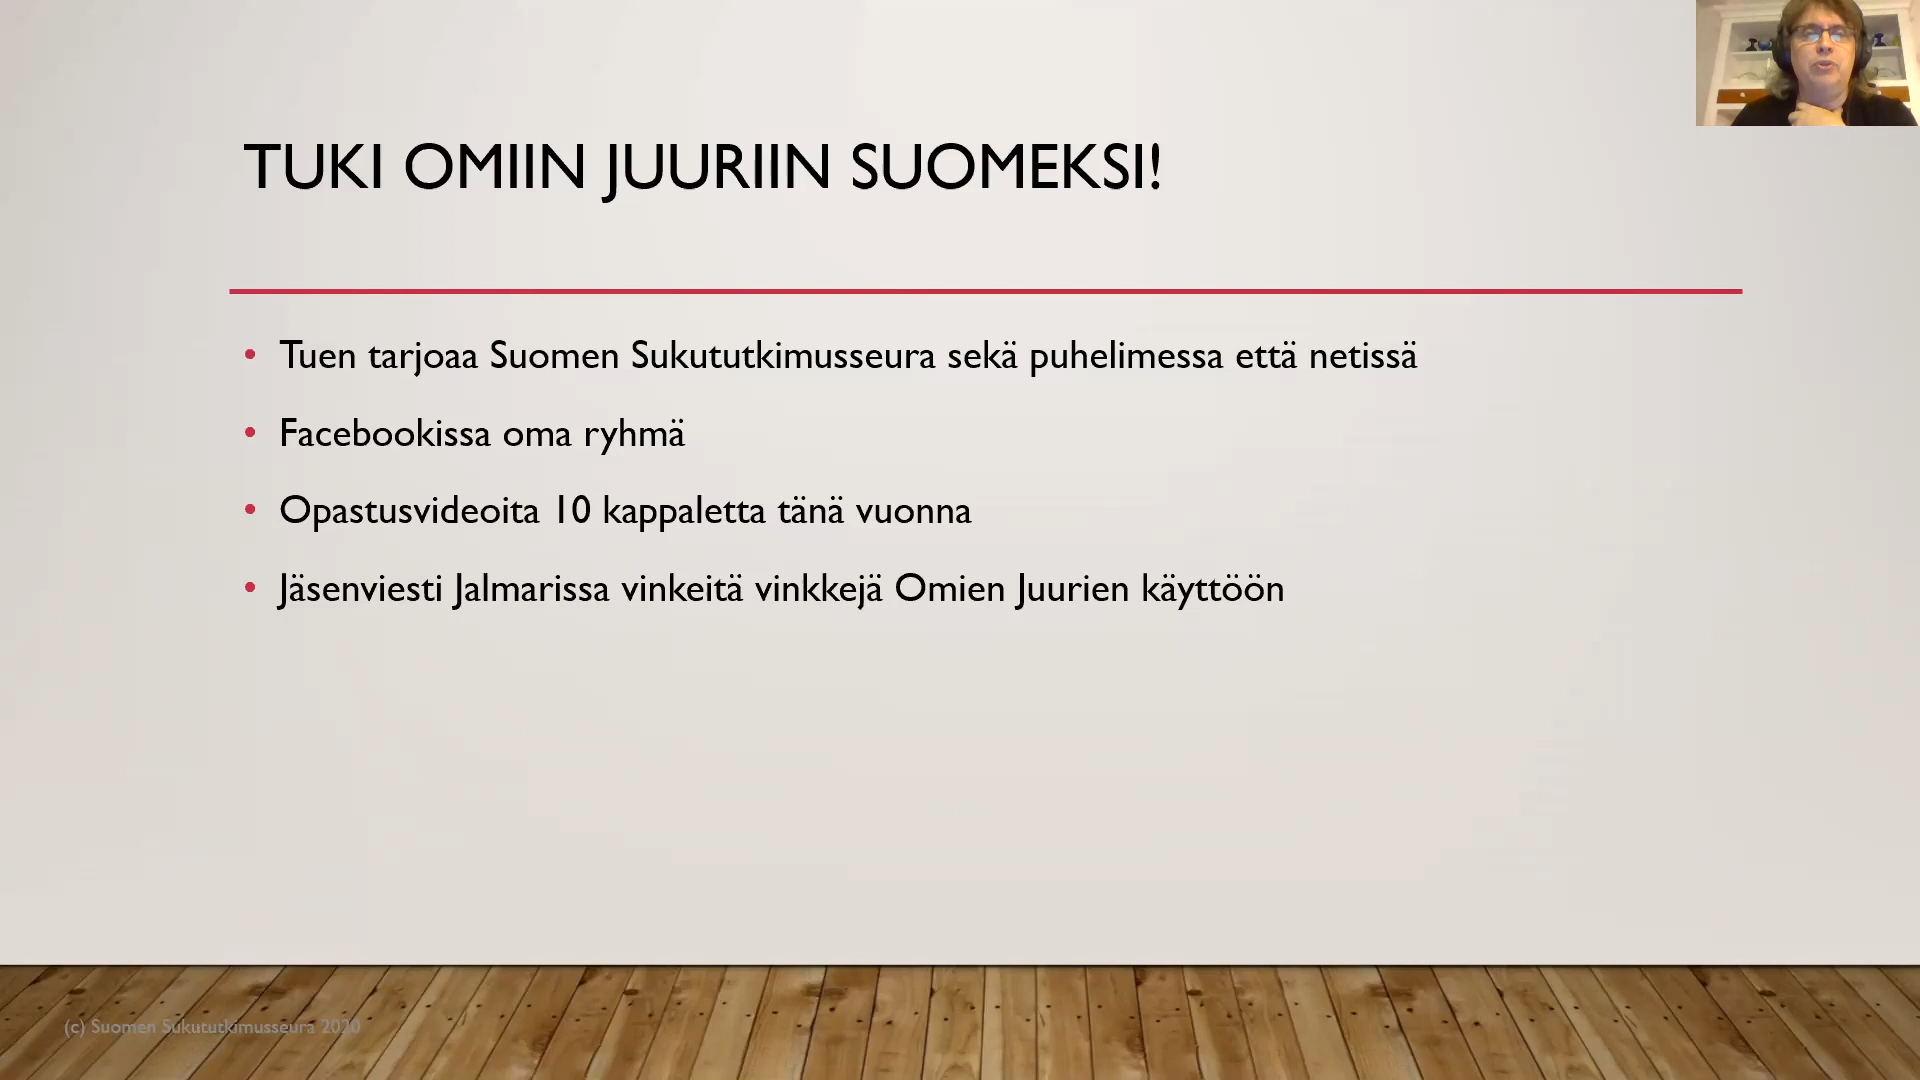 TUKI OMIIN JUURIIN SUOMEKSI!
• Tuen tarjoaa Suomen Sukututkimusseura sekä puhelimessa että netissä
• Facebookissa oma ryhmä
• Opastusvideoita 10 kappaletta tänä vuonna
• Jäsenviesti Jalmarissa vinkeitä vinkkejä Omien Juurien käyttöön
(c) Suomen Sukututkimusseura 2020